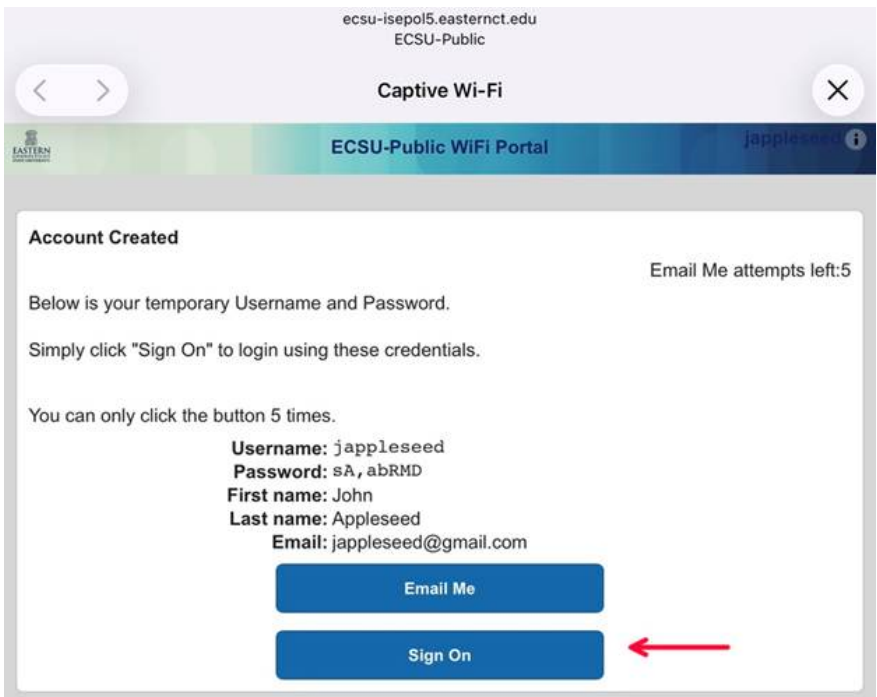 ecsu-isepol5.easternct.edu
ECSU-Public
Captive Wi-Fi
EASTERN
ECSU-Public WiFi Portal
jappleseed
Account Created
Email Me attempts left:5
Below is your temporary Username and Password.
Simply click "Sign On" to login using these credentials.
You can only click the button 5 times.
Username: jappleseed
Password: sA,abRMD
First name: John
Last name: Appleseed
Email: jappleseed@gmail.com
Email Me
Sign On